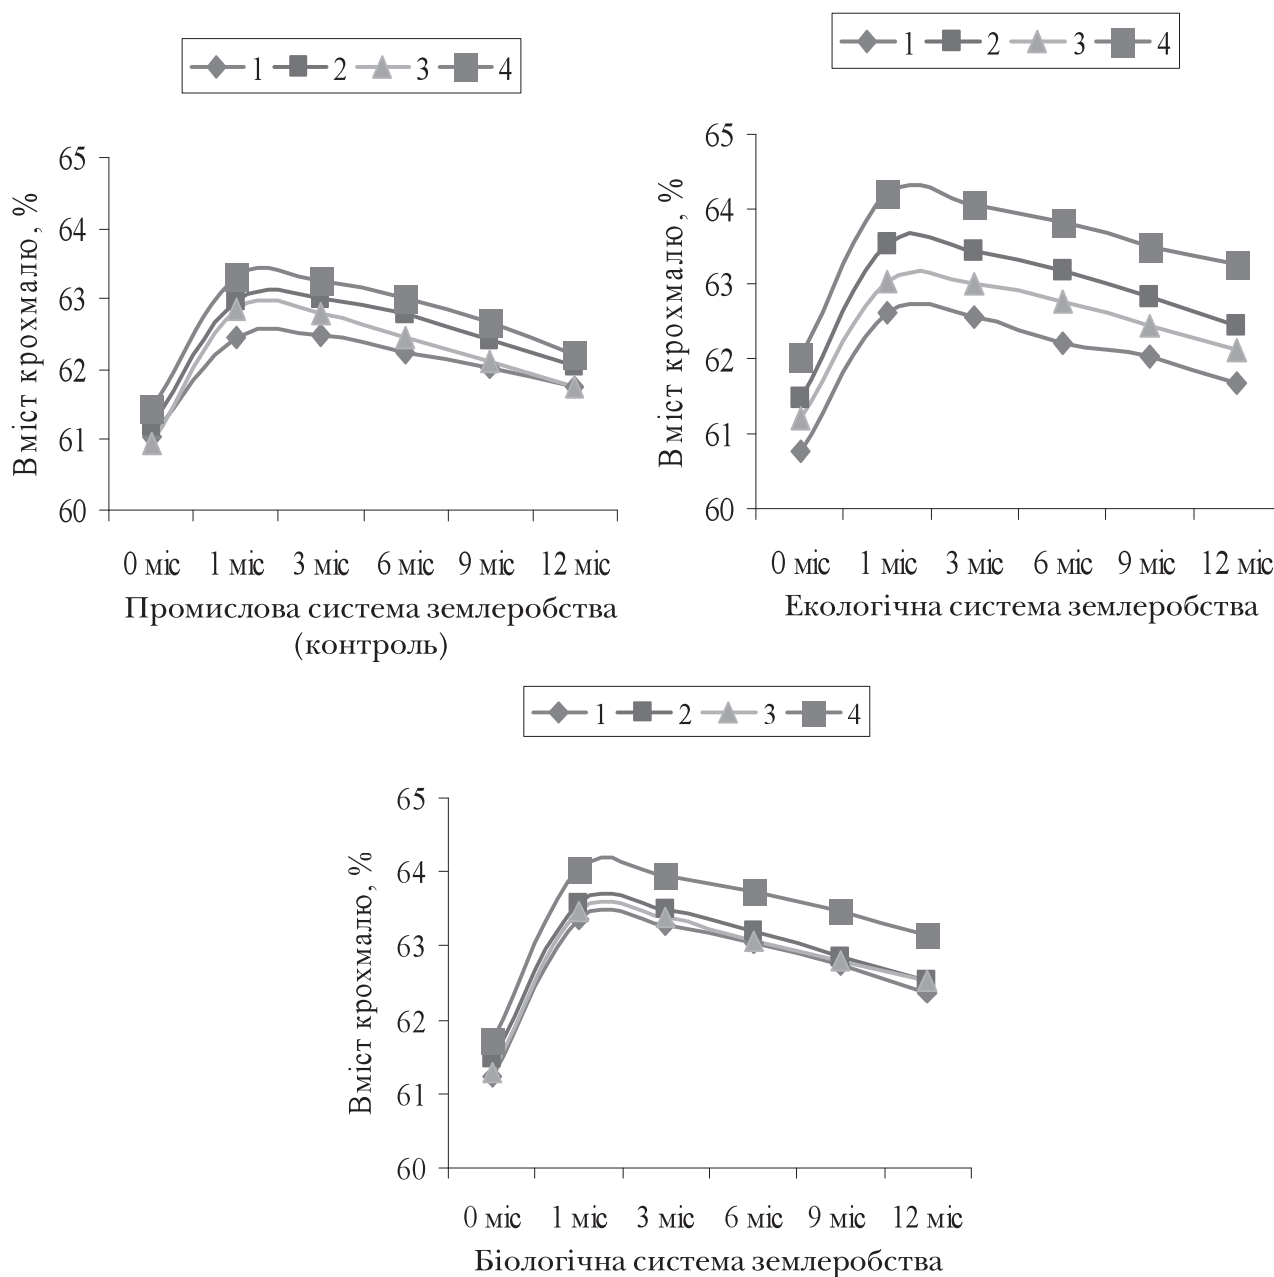 1 2 3 4
Вміст крохмалю, %
65
64
63
62
61
60
0 міс 1 міс 3 міс 6 міс 9 міс 12 міс
Промислова система землеробства
(контроль)
1 2 3 4
Вміст крохмалю, %
65
64
63
62
61
60
0 міс 1 міс 3 міс 6 міс 9 міс 12 міс
Екологічна система землеробства
1 2 3 4
Вміст крохмалю, %
65
64
63
62
61
60
0 міс 1 міс 3 міс 6 міс 9 міс 12 міс
Біологічна система землеробства